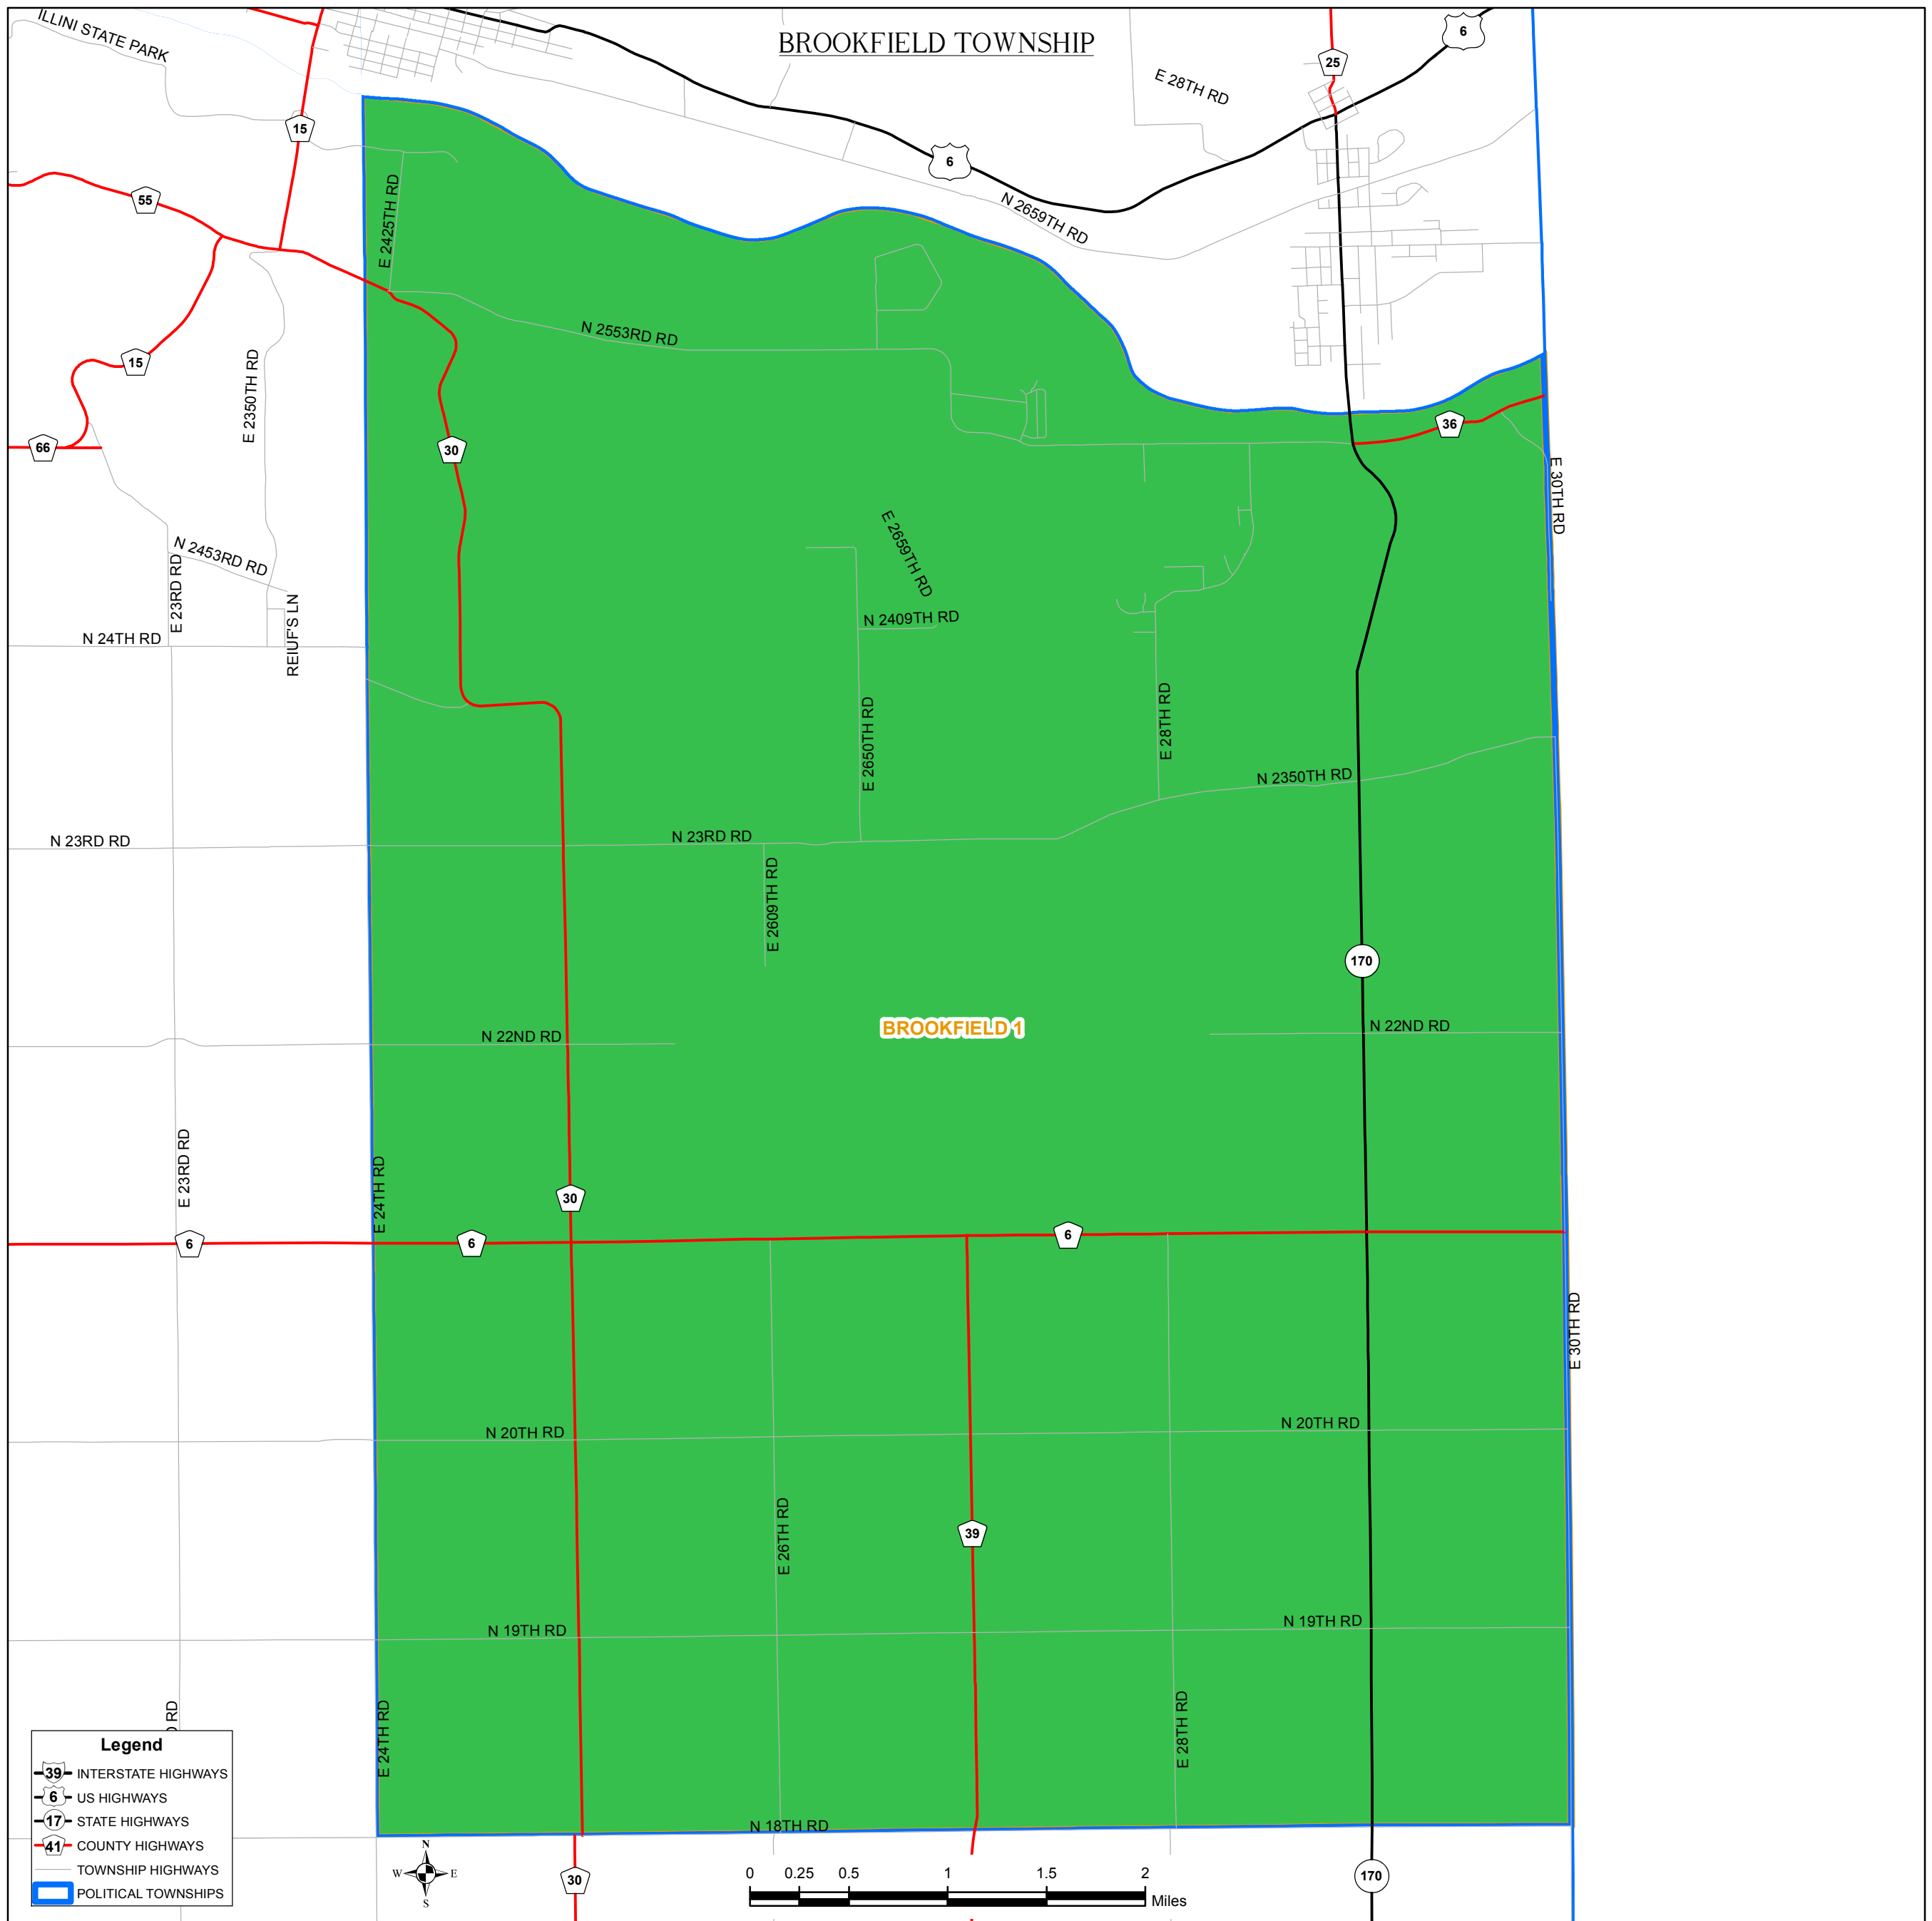 BROOKFIELD TOWNSHIP
ILLINI STATE PARK
6
25
E 28TH RD
15
6
55
E 2425TH RD
N 2659TH RD
N 2553RD RD
15
E 2350TH RD
66
30
36
E 30TH RD
E 2659TH RD
N 2453RD RD
E 23RD RD
REIUF'S LN
N 2409TH RD
N 24TH RD
E 2650TH RD
E 28TH RD
N 2350TH RD
N 23RD RD
N 23RD RD
E 2609TH RD
170
BROOKFIELD 1
N 22ND RD
N 22ND RD
E 23RD RD
E 24TH RD
30
6
6
6
E 30TH RD
N 20TH RD
N 20TH RD
E 26TH RD
39
N 19TH RD
N 19TH RD
RD
E 24TH RD
E 28TH RD
N 18TH RD
Legend
39 INTERSTATE HIGHWAYS
6 US HIGHWAYS
17 STATE HIGHWAYS
41 COUNTY HIGHWAYS
TOWNSHIP HIGHWAYS
POLITICAL TOWNSHIPS
N
W E
S
30
0 0.25 0.5 1 1.5 2
Miles
170